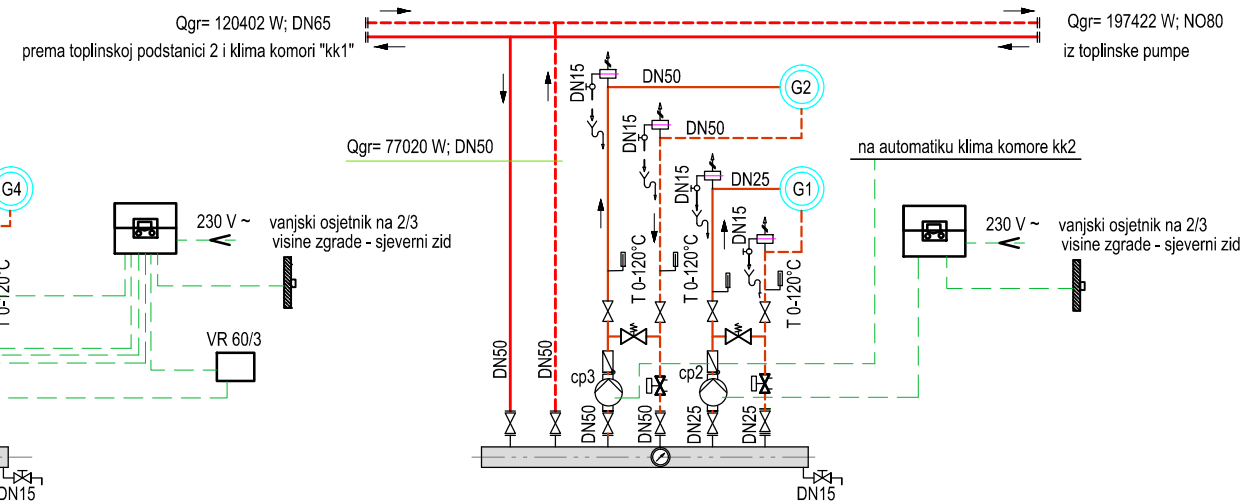 Qgr= 120402 W; DN65
prema toplinskoj podstanici 2 i klima komori "kk1"
Qgr= 197422 W; NO80
iz toplinske pumpe
DN15
DN50
G2
DN15
DN50
Qgr= 77020 W; DN50
na automatiku klima komore kk2
DN15
DN25
G1
G4
230 V ~
vanjski osjetnik na 2/3
visine zgrade - sjeverni zid
DN15
230 V ~
vanjski osjetnik na 2/3
visine zgrade - sjeverni zid
T 0-120°C
T 0-120°C
T 0-120°C
T 0-120°C
VR 60/3
DN50
DN50
cp3
cp2
DN50
DN50
DN25
DN25
DN15
DN15